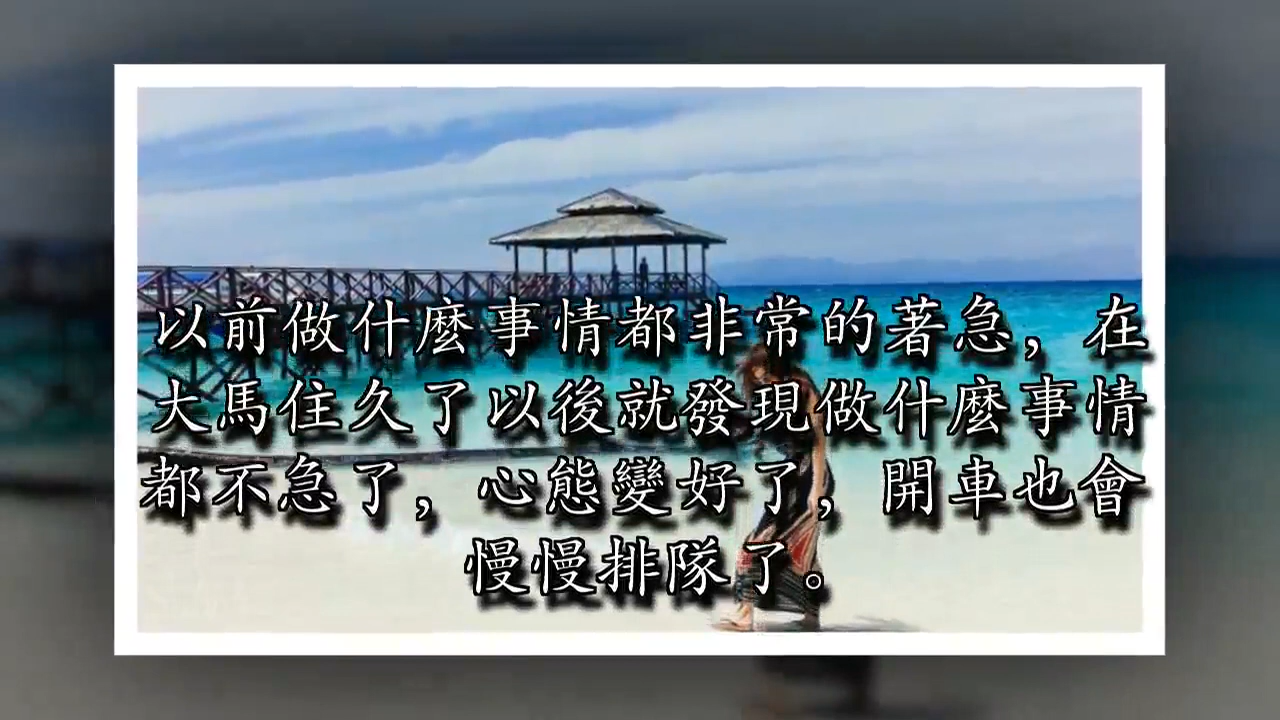 以前做什麼事情都非常的著急，在
大馬住久了以後就發現做什麼事情
都不急了，心態變好了，開車也會
慢慢排隊了。